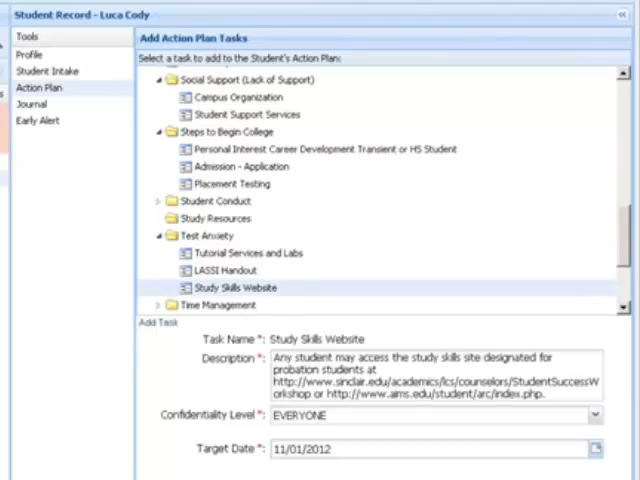 Student Record - Luca Cody
Tools
Profile
Student Intake
Action Plan
Journal
Early Alert
Add Action Plan Tasks
Select a task to add to the Student's Action Plan:
Social Support (Lack of Support)
Campus Organization
Student Support Services
Steps to Begin College
Personal Interest Career Development Transient or HS Student
Admission - Application
Placement Testing
Student Conduct
Study Resources
Test Anxiety
Tutorial Services and Labs
LASSI Handout
Study Skills Website
Time Management
Add Task
Task Name *: Study Skills Website
Description *: Any student may access the study skills site designated for
probation students at
http://www.sinclair.edu/academics/lcs/counselors/StudentSuccessW
orkshop or http://www.aims.edu/student/arc/index.php.
Confidentiality Level *: EVERYONE
Target Date *: 11/01/2012